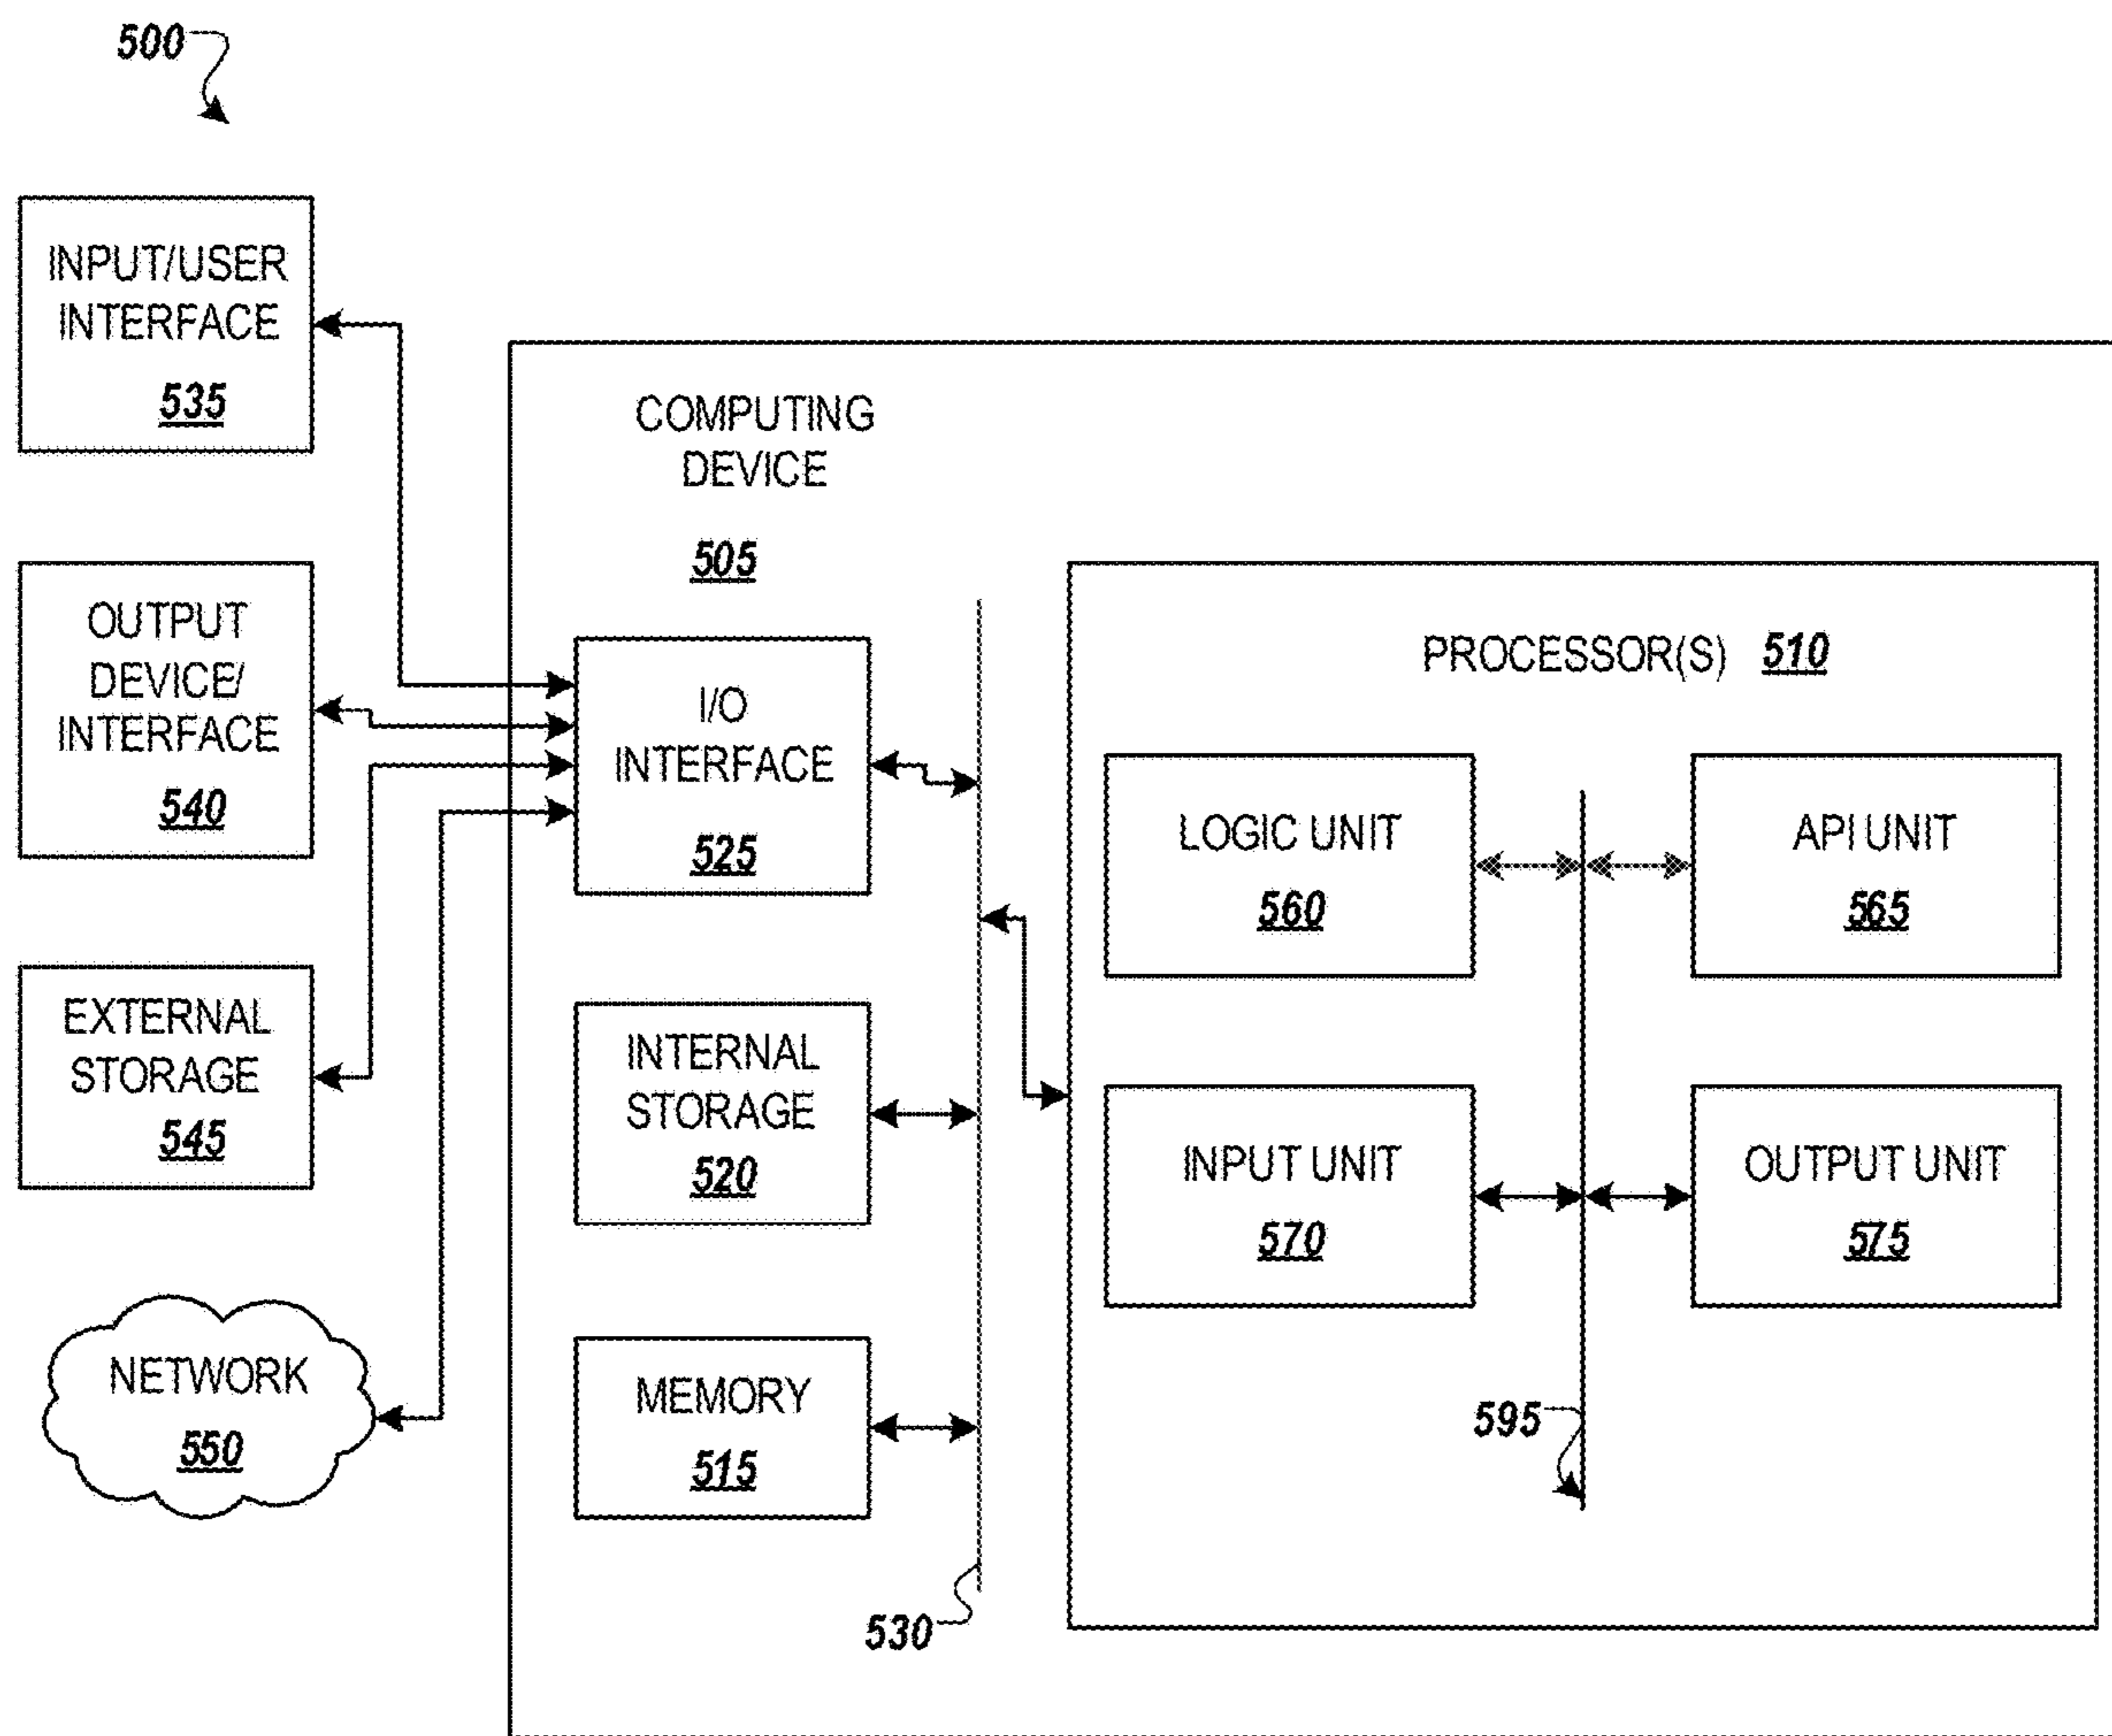 500
INPUT/USER
INTERFACE
535
OUTPUT
DEVICE/
INTERFACE
540
EXTERNAL
STORAGE
545
NETWORK
550
COMPUTING
DEVICE
505
I/O
INTERFACE
525
INTERNAL
STORAGE
520
MEMORY
515
530
PROCESSOR(S) 510
LOGIC UNIT
560
API UNIT
565
INPUT UNIT
570
OUTPUT UNIT
575
595